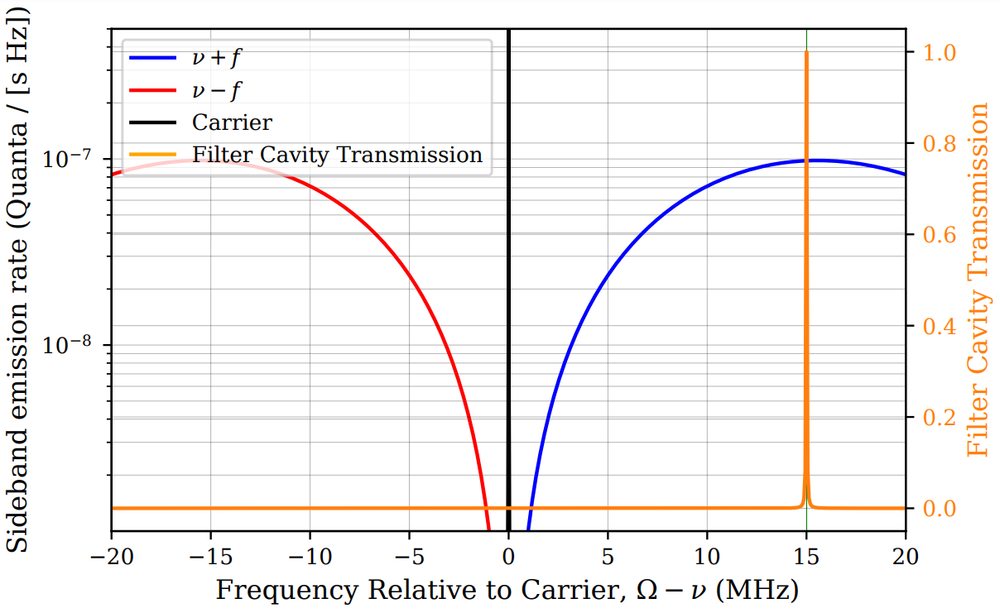 Sideband emission rate (Quanta / [s Hz])
10⁻⁷
10⁻⁸
ν + f
ν − f
Carrier
Filter Cavity Transmission
1.0
0.8
0.6
0.4
0.2
0.0
Filter Cavity Transmission
−20 −15 −10 −5 0 5 10 15 20
Frequency Relative to Carrier, Ω − ν (MHz)